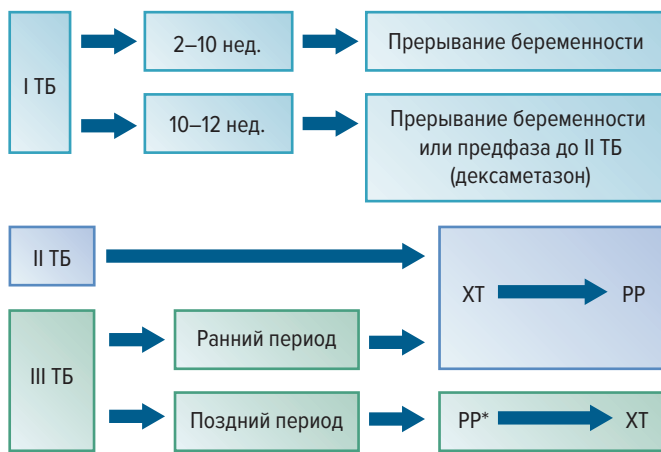 I ТБ
2–10 нед.
Прерывание беременности
10–12 нед.
Прерывание беременности
или предфаза до II ТБ
(дексаметазон)
II ТБ
ХТ
РР
III ТБ
Ранний период
Поздний период
РР*
ХТ